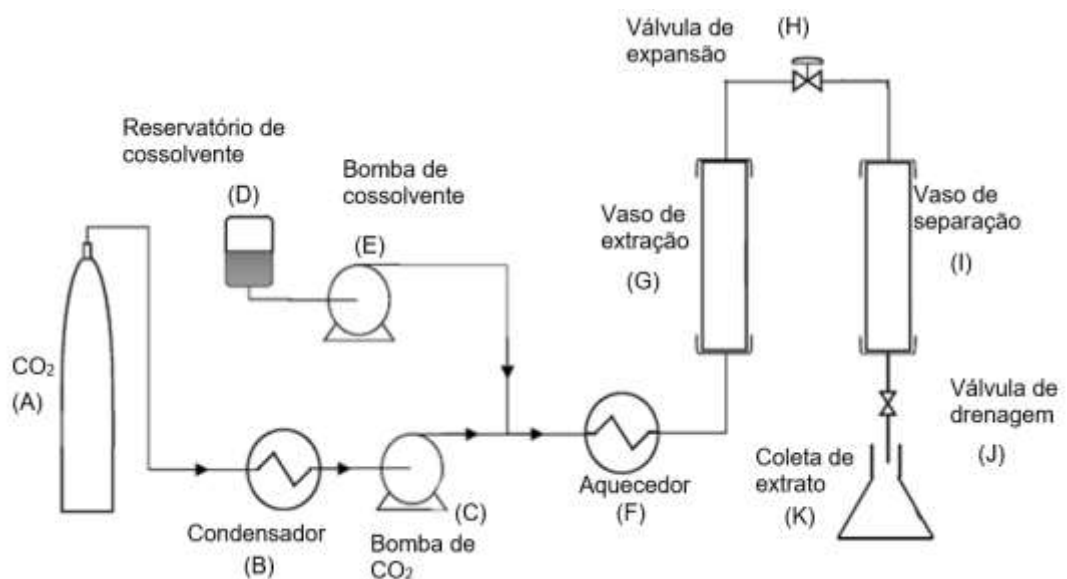 Válvula de
expansão
(H)
Reservatório de
cossolvente
(D)
Bomba de
cossolvente
(E)
Vaso de
extração
(G)
Vaso de
separação
(I)
CO₂
(A)
Condensador
(B)
(C)
Bomba de
CO₂
Aquecedor
(F)
Válvula de
drenagem
(J)
Coleta de
extrato
(K)